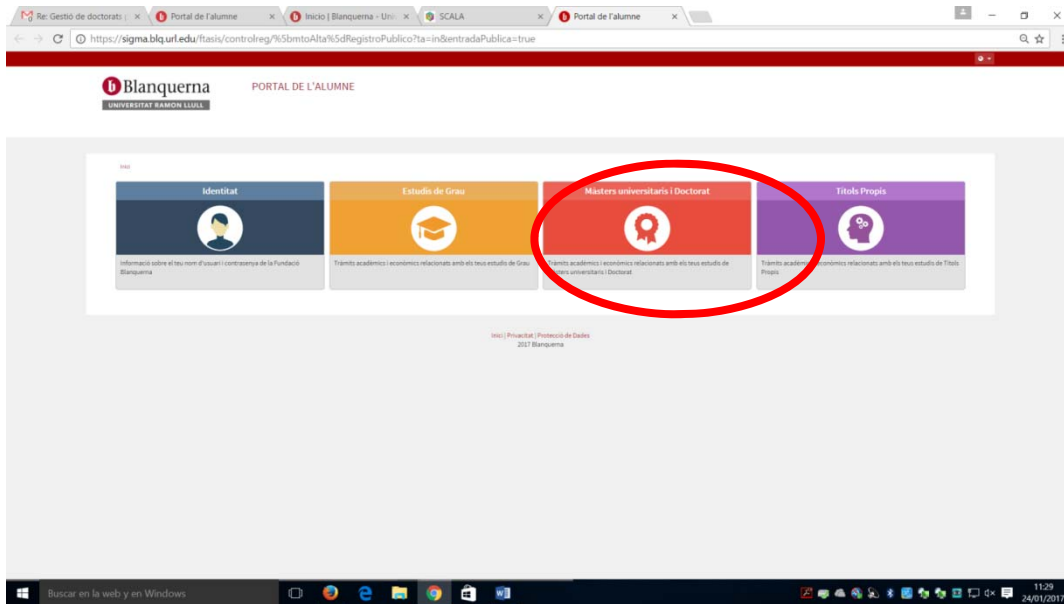 Re: Gestió de doctorats
Portal de l'alumne
Inicio | Blanquerna - Uni
SCALA
Portal de l'alumne
https://sigma.blq.url.edu/ftasis/controlreg/%5bmtoAlta%5dRegistroPublico?ta=in&entradaPublica=true
Blanquerna
UNIVERSITAT RAMON LLULL
PORTAL DE L'ALUMNE
Inici
Identitat
Informació sobre el teu nom d'usuari i contrasenya de la Fundació
Blanquerna
Estudis de Grau
Tràmits acadèmics i econòmics relacionats amb els teus estudis de Grau
Màsters universitaris i Doctorat
Tràmits acadèmics i econòmics relacionats amb els teus estudis de
Màsters universitaris i Doctorat
Títols Propis
Tràmits acadèmics i econòmics relacionats amb els teus estudis de Títols
Propis
Inici | Privacitat | Protecció de Dades
2017 Blanquerna
Buscar en la web y en Windows
11:29
24/01/2017